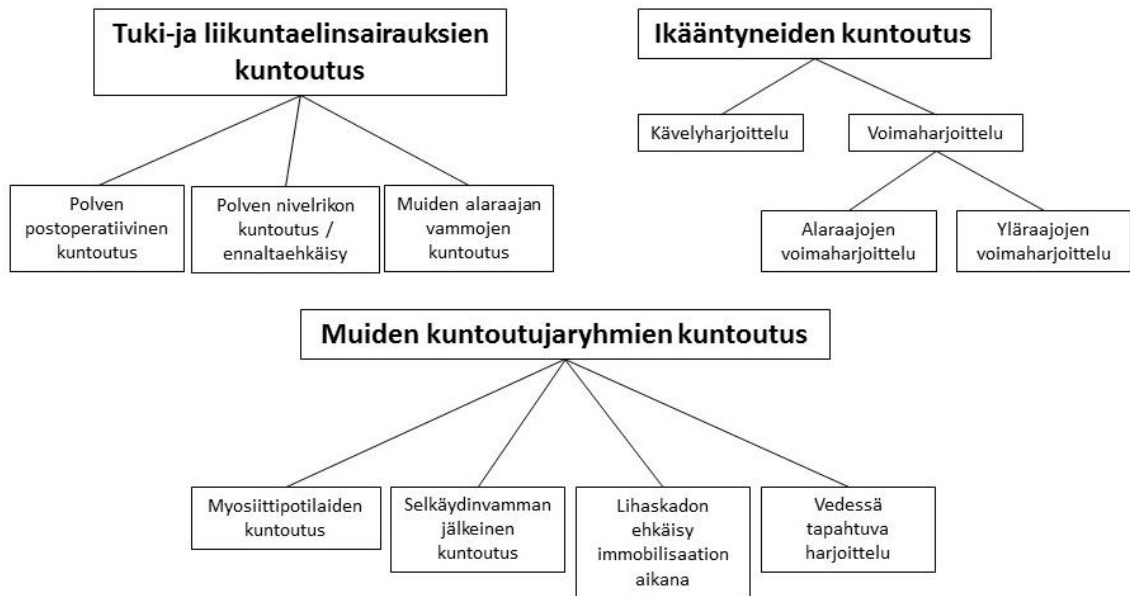 Tuki-ja liikuntaelinsairauksien
kuntoutus
Ikääntyneiden kuntoutus
Kävelyharjoittelu
Voimaharjoittelu
Polven
postoperatiivinen
kuntoutus
Polven nivelrikon
kuntoutus /
ennaltaehkäisy
Muiden alaraajan
vammojen
kuntoutus
Alaraajojen
voimaharjoittelu
Yläraajojen
voimaharjoittelu
Muiden kuntoutujaryhmien kuntoutus
Myosiittipotilaiden
kuntoutus
Selkäydinvamman
jälkeinen
kuntoutus
Lihaskadon
ehkäisy
immobilisaation
aikana
Vedessä
tapahtuva
harjoittelu